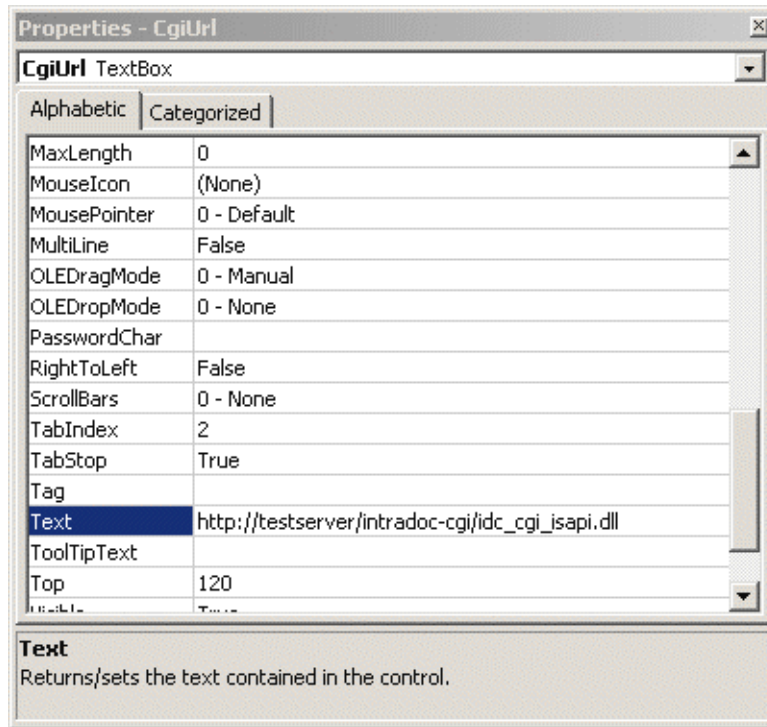 Properties - CgiUrl
CgiUrl TextBox
Alphabetic Categorized
MaxLength 0
MouseIcon (None)
MousePointer 0 - Default
MultiLine False
OLEDragMode 0 - Manual
OLEDropMode 0 - None
PasswordChar
RightToLeft False
ScrollBars 0 - None
TabIndex 2
TabStop True
Tag
Text http://testserver/intradoc-cgi/idc_cgi_isapi.dll
ToolTipText
Top 120
Visible True
Text
Returns/sets the text contained in the control.